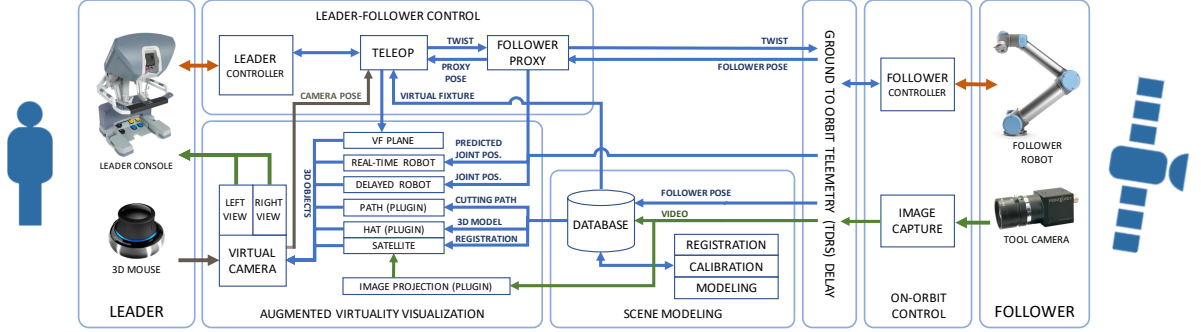 LEADER-FOLLOWER CONTROL
LEADER
CONTROLLER
TELEOP
TWIST
PROXY
POSE
FOLLOWER
PROXY
TWIST
FOLLOWER POSE
CAMERA POSE
VIRTUAL FIXTURE
LEADER CONSOLE
3D MOUSE
LEADER
VF PLANE
REAL-TIME ROBOT
DELAYED ROBOT
PATH (PLUGIN)
HAT (PLUGIN)
SATELLITE
IMAGE PROJECTION (PLUGIN)
3D OBJECTS
PREDICTED
JOINT POS.
JOINT POS.
CUTTING PATH
3D MODEL
REGISTRATION
LEFT
VIEW
RIGHT
VIEW
VIRTUAL
CAMERA
AUGMENTED VIRTUALITY VISUALIZATION
DATABASE
FOLLOWER POSE
VIDEO
REGISTRATION
CALIBRATION
MODELING
SCENE MODELING
GROUND TO ORBIT TELEMETRY (TDRS) DELAY
FOLLOWER
CONTROLLER
IMAGE
CAPTURE
ON-ORBIT
CONTROL
FOLLOWER
ROBOT
TOOL CAMERA
FOLLOWER